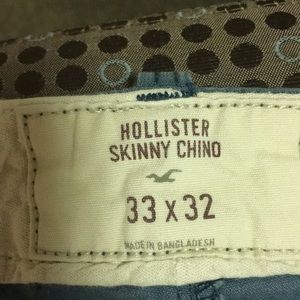 HOLLISTER
SKINNY CHINO
33 x 32
MADE IN BANGLADESH